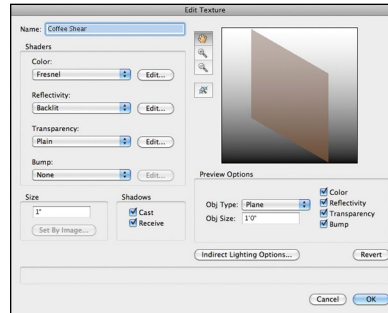 Edit Texture
Name: Coffee Shear
Shaders
Color:
Fresnel Edit...
Reflectivity:
Backlit Edit...
Transparency:
Plain Edit...
Bump:
None Edit...
Size
1"
Set By Image...
Shadows
Cast
Receive
Preview Options
Obj Type: Plane
Obj Size: 1'0"
Color
Reflectivity
Transparency
Bump
Indirect Lighting Options...
Revert
Cancel OK